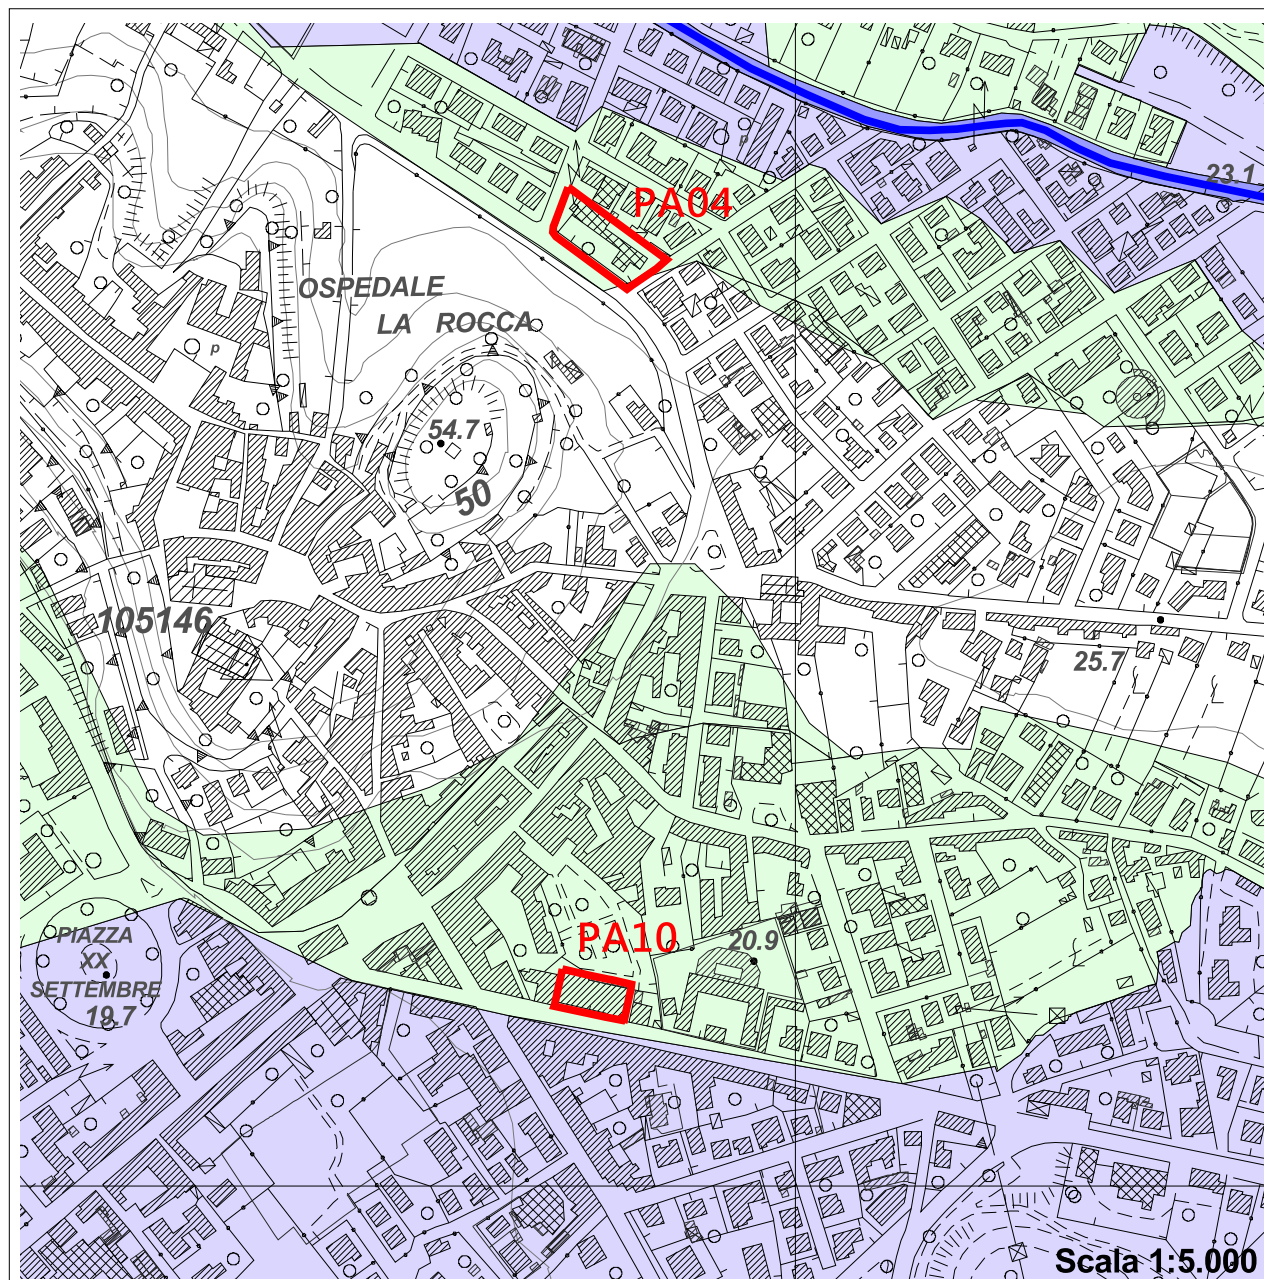 23.1
PA04
OSPEDALE
LA ROCCA
p
p
54.7
50
105146
25.7
PA10
20.9
PIAZZA
XX
SETTEMBRE
19.7
Scala 1:5.000